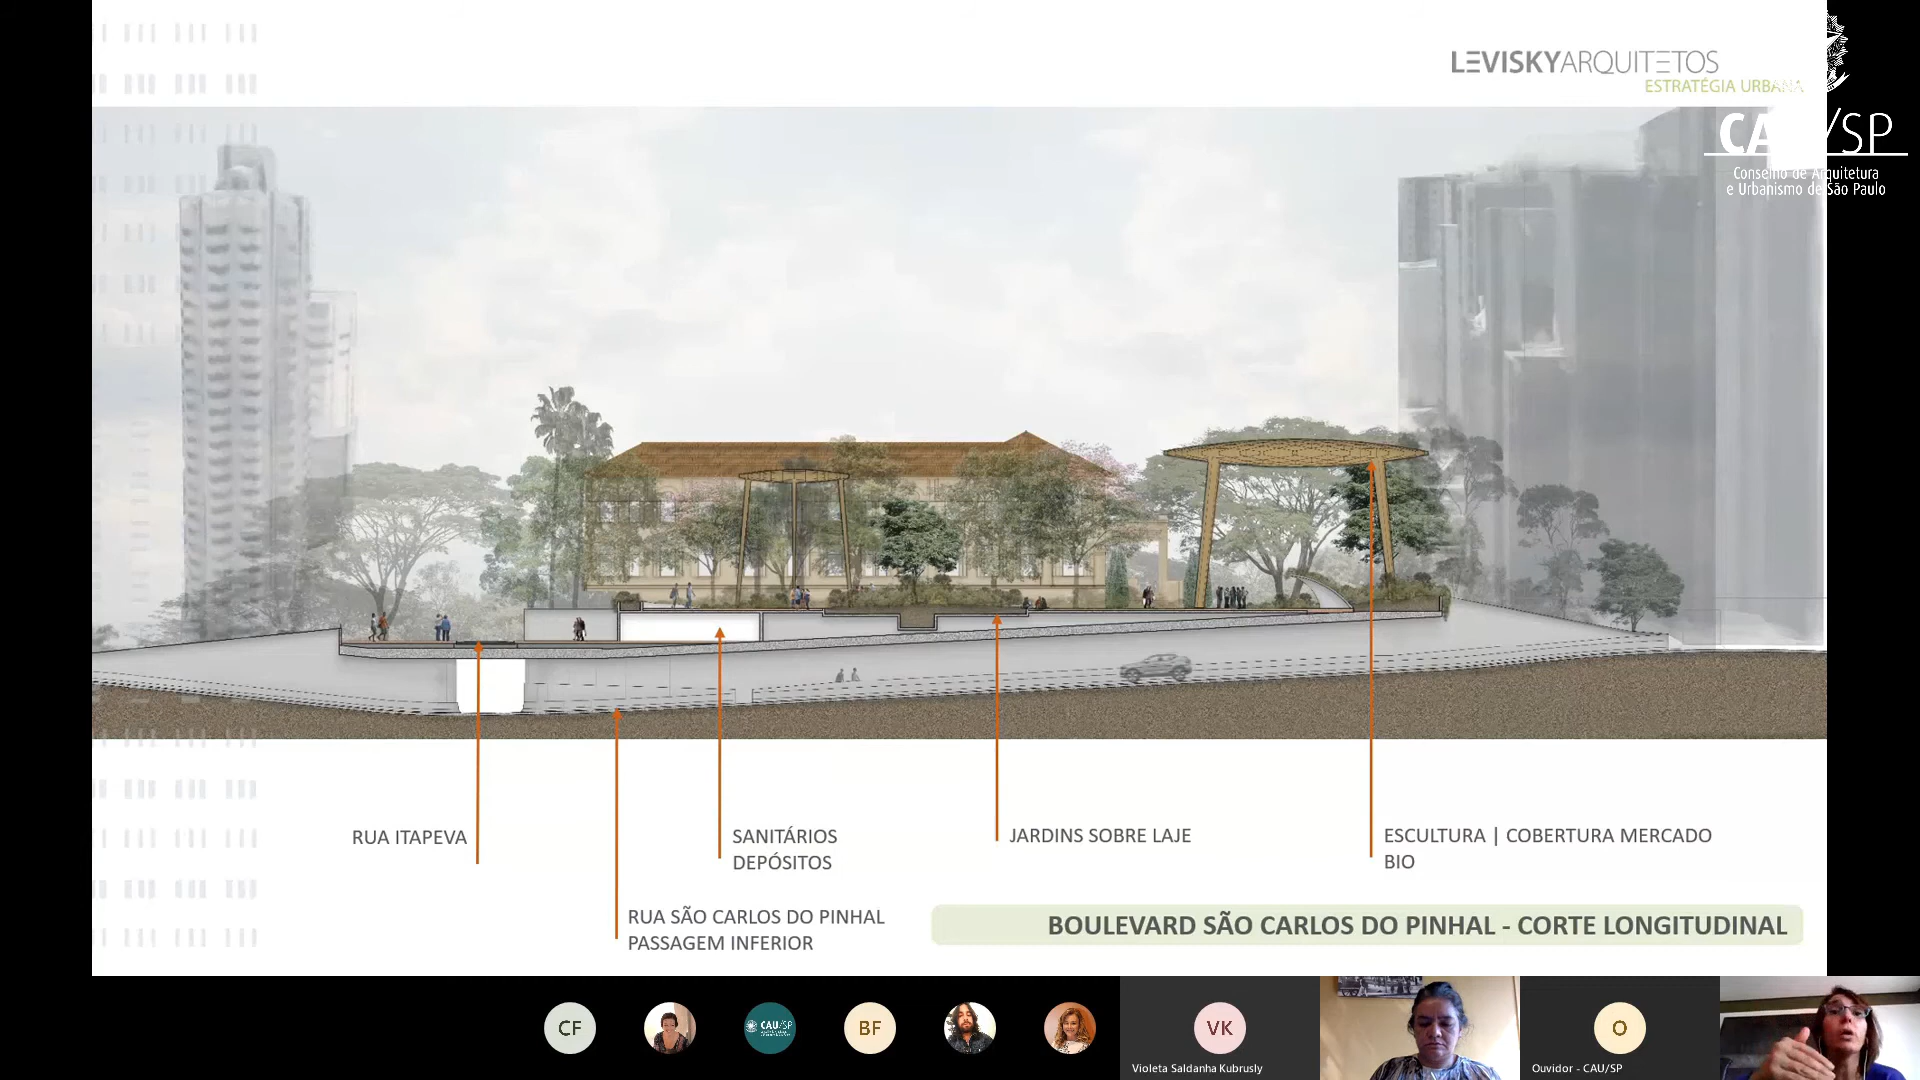 LEVISKYARQUITETOS
ESTRATÉGIA URBANA
CAU/SP
Conselho de Arquitetura
e Urbanismo de São Paulo
RUA ITAPEVA
SANITÁRIOS
DEPÓSITOS
JARDINS SOBRE LAJE
ESCULTURA | COBERTURA MERCADO
BIO
RUA SÃO CARLOS DO PINHAL
PASSAGEM INFERIOR
BOULEVARD SÃO CARLOS DO PINHAL - CORTE LONGITUDINAL
CF
CAU/SP
BF
VK
O
Violeta Saldanha Kubrusly
Ouvidor - CAU/SP